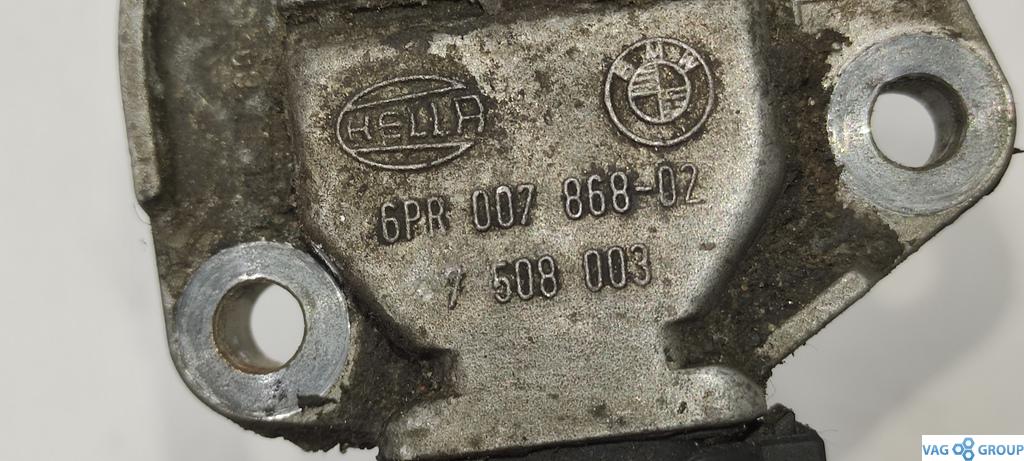 HELLA
BMW
6PR 007 868-02
7 508 003
VAG GROUP